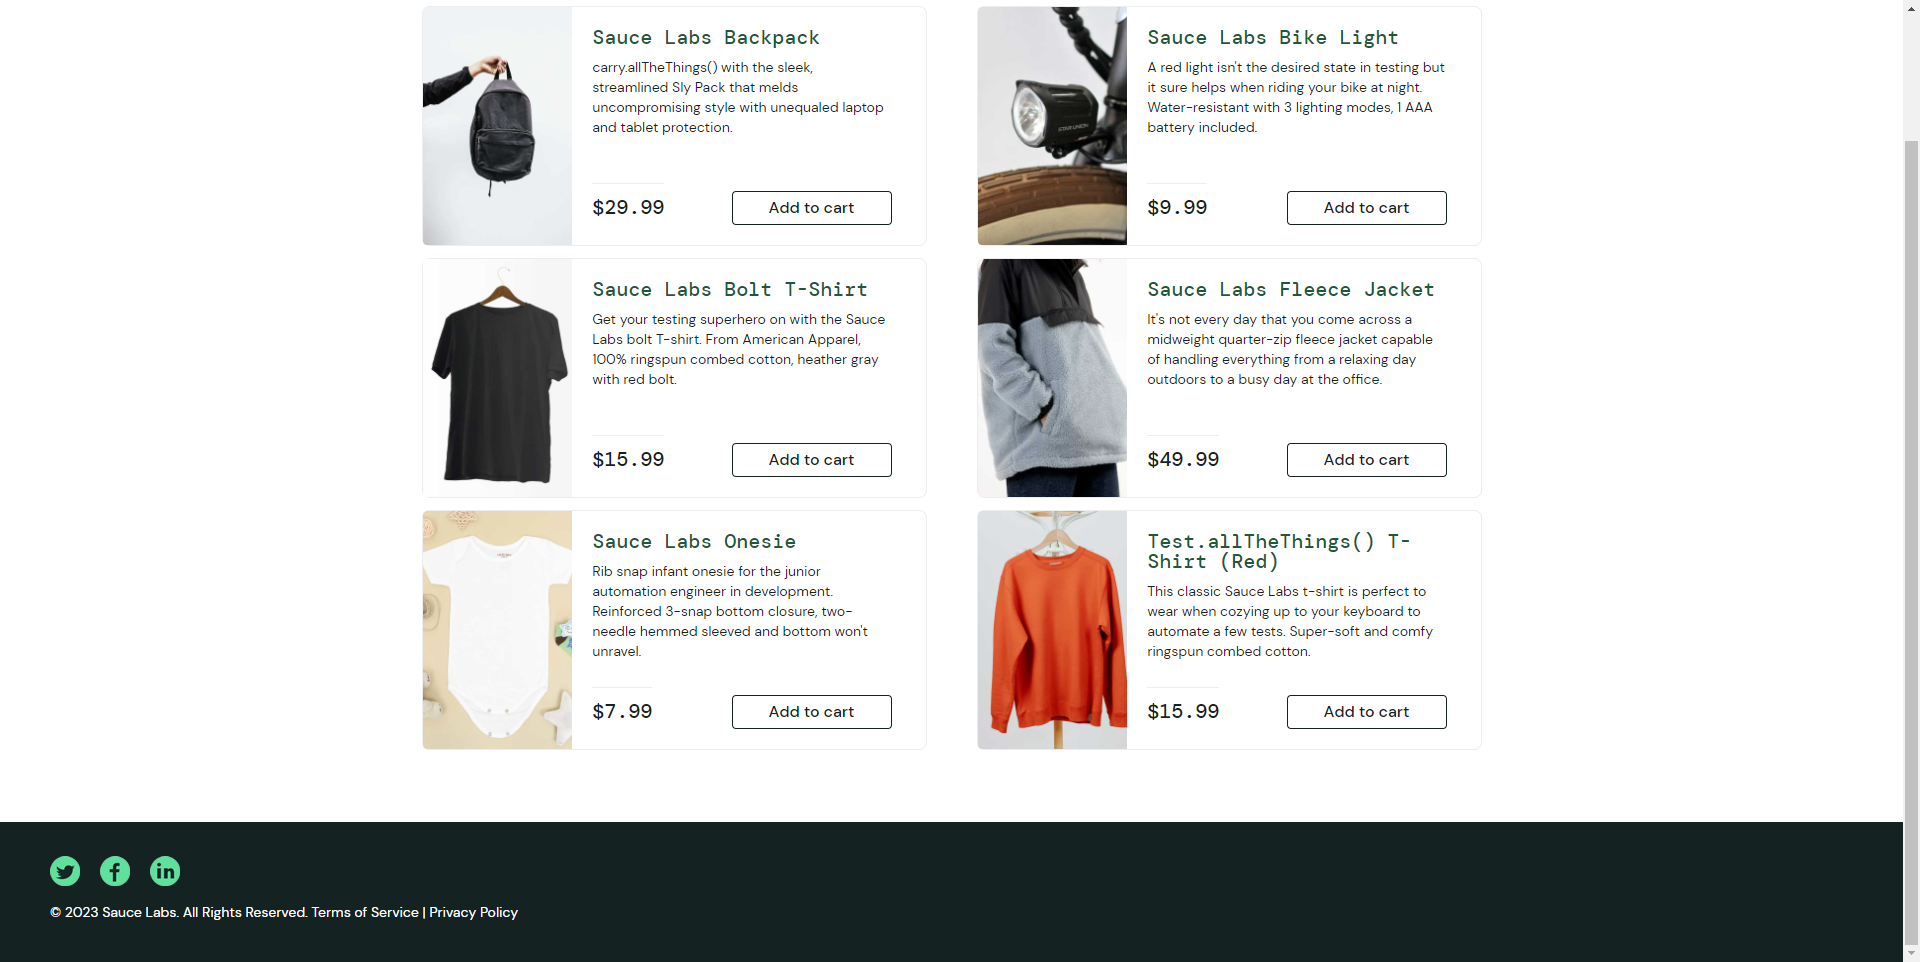 Sauce Labs Backpack
carry.allTheThings() with the sleek,
streamlined Sly Pack that melds
uncompromising style with unequaled laptop
and tablet protection.
$29.99
Add to cart
Sauce Labs Bike Light
A red light isn't the desired state in testing but
it sure helps when riding your bike at night.
Water-resistant with 3 lighting modes, 1 AAA
battery included.
$9.99
Add to cart
STAR UNION
Sauce Labs Bolt T-Shirt
Get your testing superhero on with the Sauce
Labs bolt T-shirt. From American Apparel,
100% ringspun combed cotton, heather gray
with red bolt.
$15.99
Add to cart
Sauce Labs Fleece Jacket
It's not every day that you come across a
midweight quarter-zip fleece jacket capable
of handling everything from a relaxing day
outdoors to a busy day at the office.
$49.99
Add to cart
Sauce Labs Onesie
Rib snap infant onesie for the junior
automation engineer in development.
Reinforced 3-snap bottom closure, two-
needle hemmed sleeved and bottom won't
unravel.
$7.99
Add to cart
Test.allTheThings() T-
Shirt (Red)
This classic Sauce Labs t-shirt is perfect to
wear when cozying up to your keyboard to
automate a few tests. Super-soft and comfy
ringspun combed cotton.
$15.99
Add to cart
© 2023 Sauce Labs. All Rights Reserved. Terms of Service | Privacy Policy